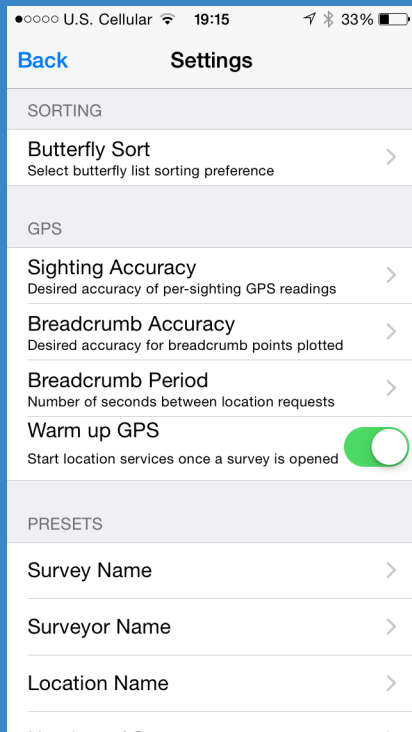 U.S. Cellular 19:15 33%
Back Settings
SORTING
Butterfly Sort
Select butterfly list sorting preference
GPS
Sighting Accuracy
Desired accuracy of per-sighting GPS readings
Breadcrumb Accuracy
Desired accuracy for breadcrumb points plotted
Breadcrumb Period
Number of seconds between location requests
Warm up GPS
Start location services once a survey is opened
PRESETS
Survey Name
Surveyor Name
Location Name